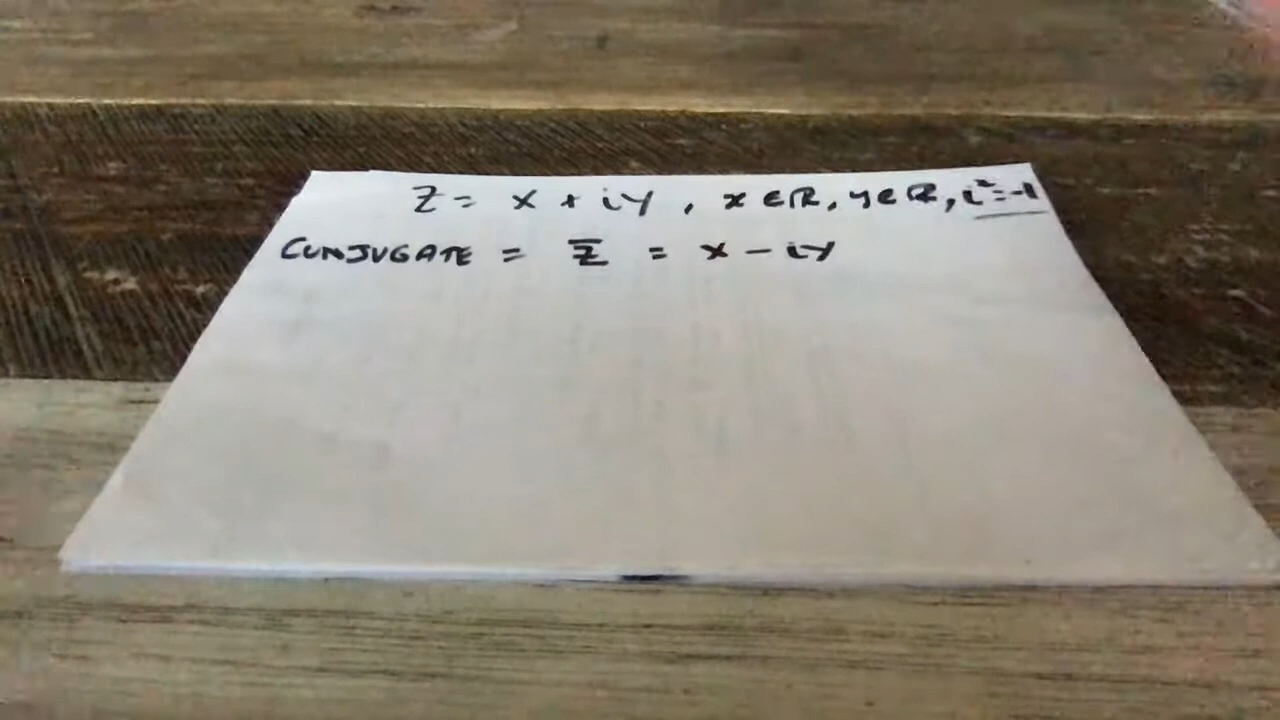 Z = x + iy, x ∈ ℝ, y ∈ ℝ, i² = -1
CONJUGATE = z̅ = x - iy